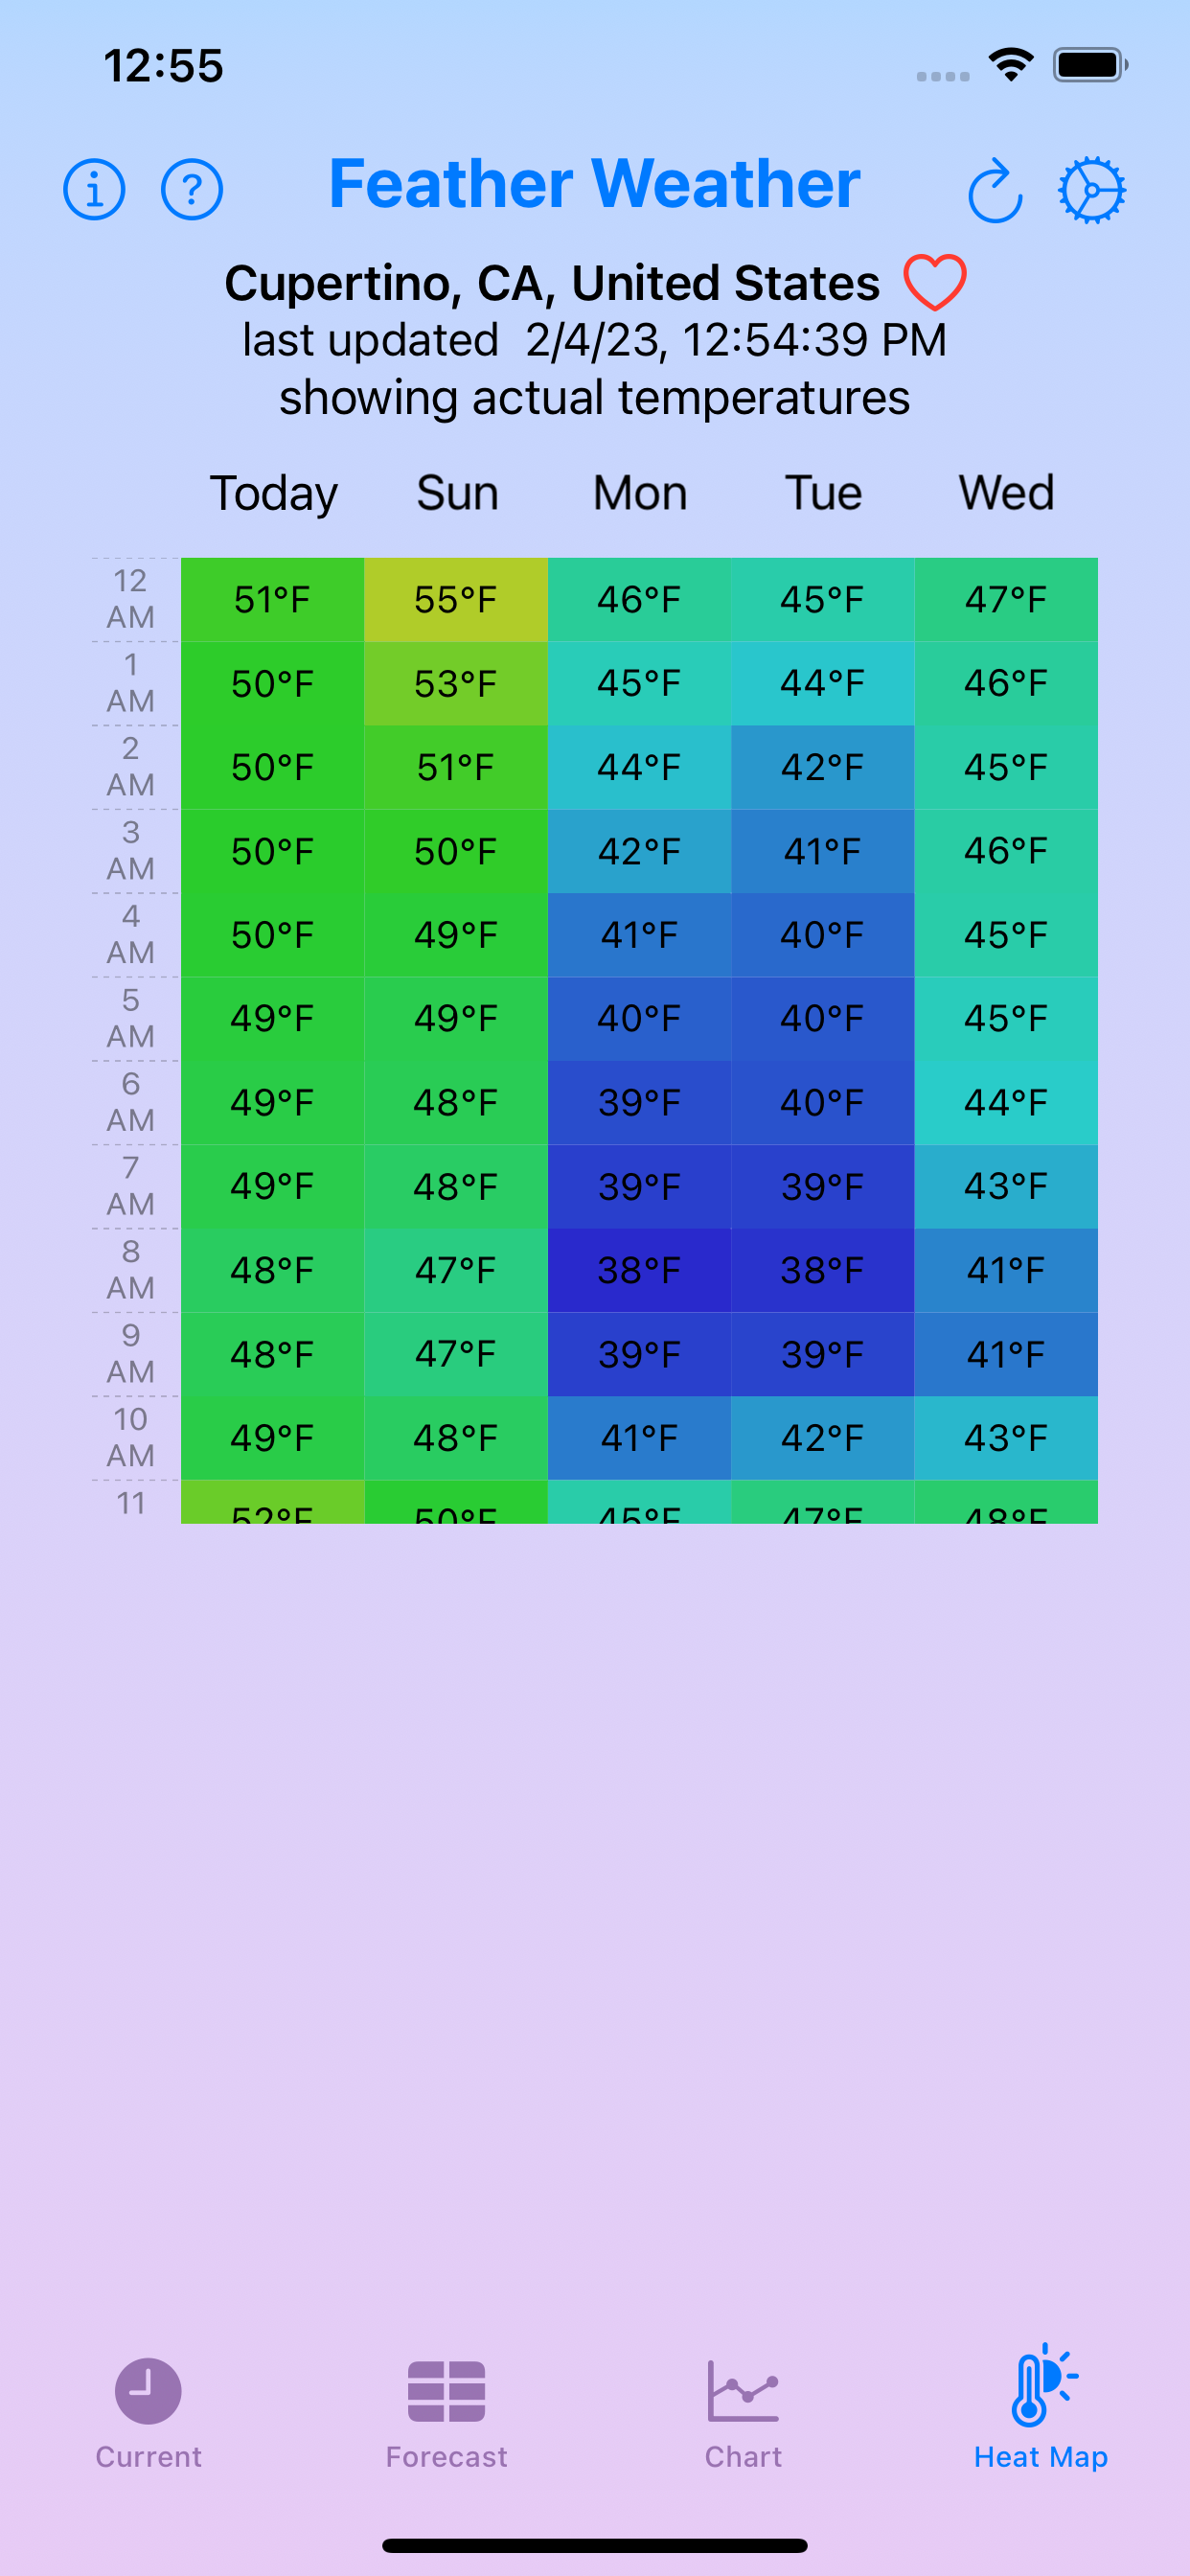 12:55
Feather Weather
Cupertino, CA, United States
last updated 2/4/23, 12:54:39 PM
showing actual temperatures
Today Sun Mon Tue Wed
12 AM 51°F 55°F 46°F 45°F 47°F
1 AM 50°F 53°F 45°F 44°F 46°F
2 AM 50°F 51°F 44°F 42°F 45°F
3 AM 50°F 50°F 42°F 41°F 46°F
4 AM 50°F 49°F 41°F 40°F 45°F
5 AM 49°F 49°F 40°F 40°F 45°F
6 AM 49°F 48°F 39°F 40°F 44°F
7 AM 49°F 48°F 39°F 39°F 43°F
8 AM 48°F 47°F 38°F 38°F 41°F
9 AM 48°F 47°F 39°F 39°F 41°F
10 AM 49°F 48°F 41°F 42°F 43°F
11 52°F 50°F 45°F 47°F 48°F
Current Forecast Chart Heat Map